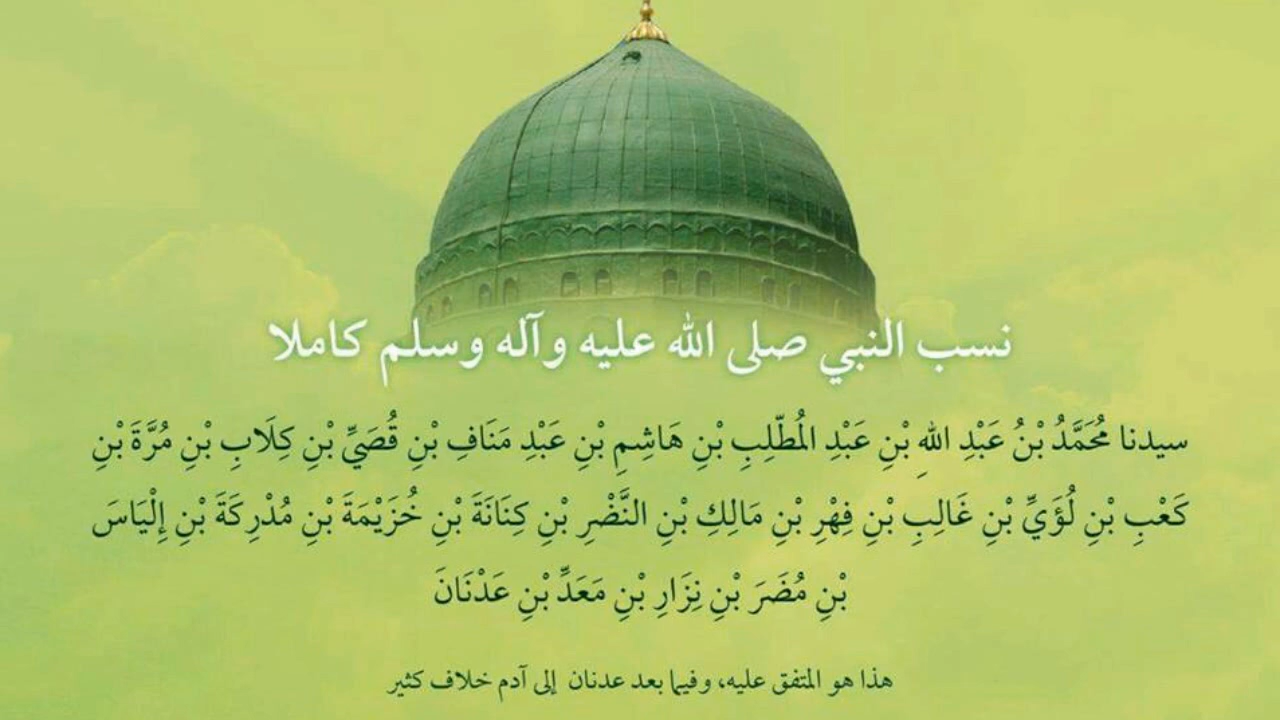 نسب النبي صلى الله عليه وآله وسلم كاملا
سيدنا مُحَمَّدُ بْنُ عَبْدِ اللهِ بْنِ عَبْدِ المُطَّلِبِ بْنِ هَاشِمِ بْنِ عَبْدِ مَنَافِ بْنِ قُصَيِّ بْنِ كِلَابِ بْنِ مُرَّةَ بْنِ
كَعْبِ بْنِ لُؤَيِّ بْنِ غَالِبِ بْنِ فِهْرِ بْنِ مَالِكِ بْنِ النَّضْرِ بْنِ كِنَانَةَ بْنِ خُزَيْمَةَ بْنِ مُدْرِكَةَ بْنِ إِلْيَاسَ
بْنِ مُضَرَ بْنِ نِزَارِ بْنِ مَعَدِّ بْنِ عَدْنَانَ
هذا هو المتفق عليه، وفيما بعد عدنان إلى آدم خلاف كثير